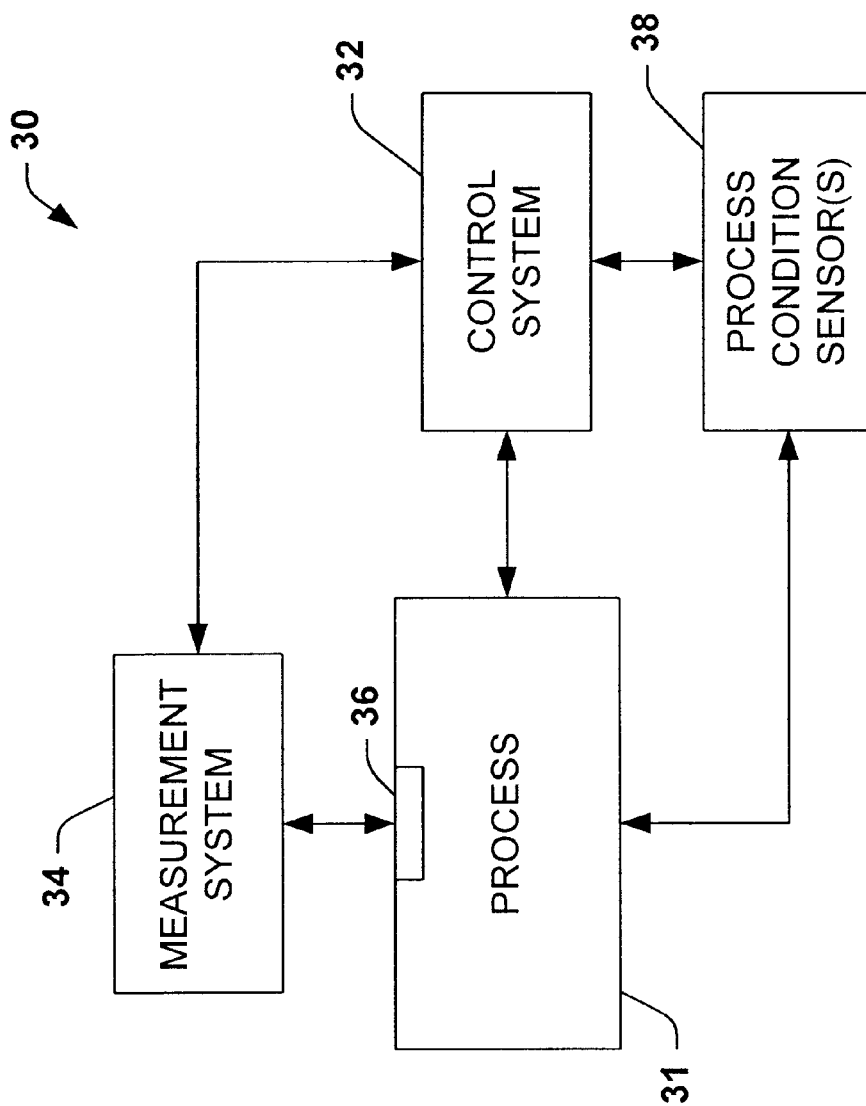 30
34
MEASUREMENT
SYSTEM
32
CONTROL
SYSTEM
36
PROCESS
31
38
PROCESS
CONDITION
SENSOR(S)